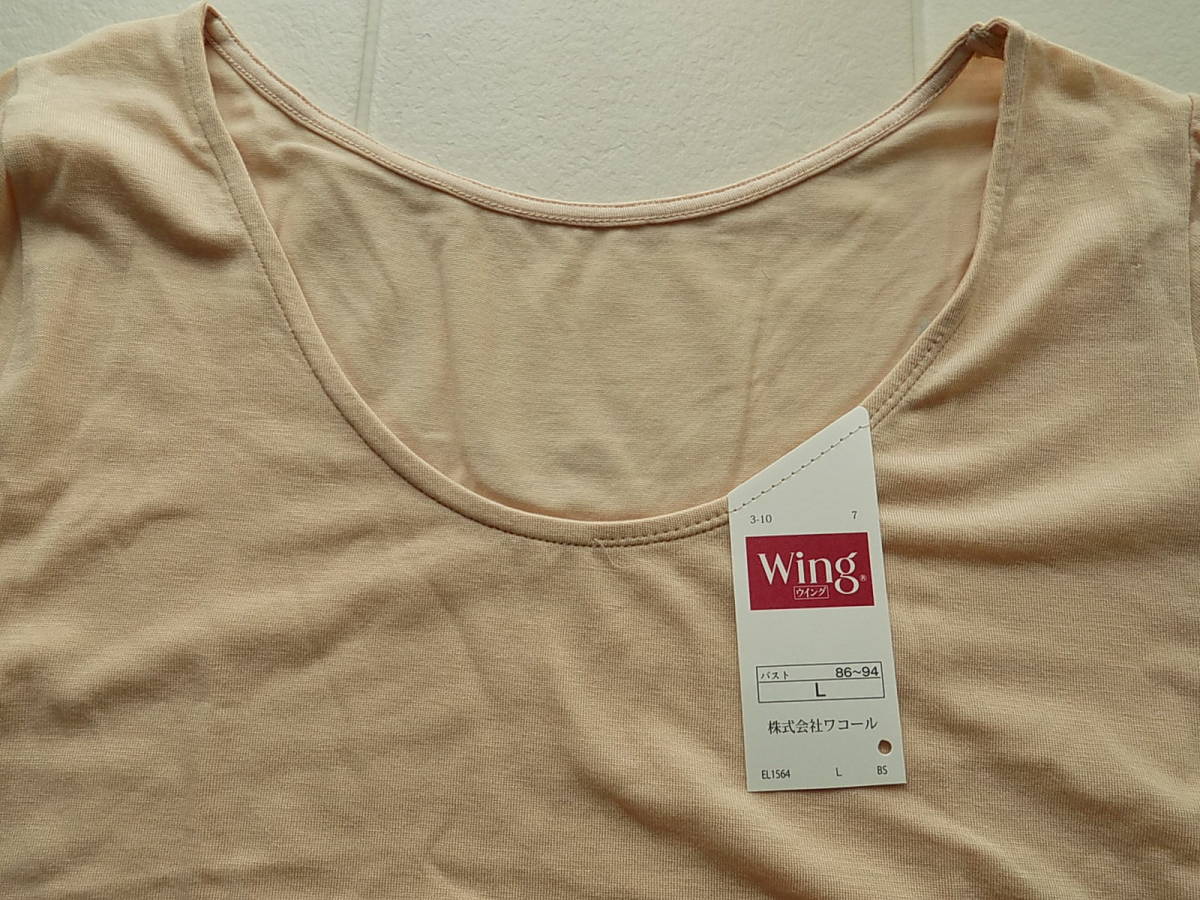 3-10 7
Wing®
ウイング
バスト 86~94
L
株式会社ワコール
EL1564 L BS